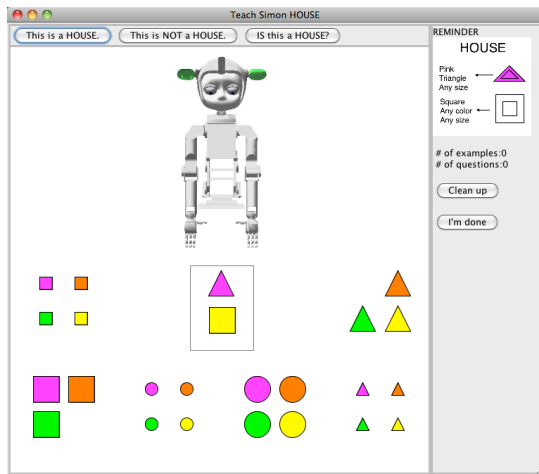 Teach Simon HOUSE
This is a HOUSE.
This is NOT a HOUSE.
IS this a HOUSE?
REMINDER
HOUSE
Pink
Triangle
Any size
Square
Any color
Any size
# of examples:0
# of questions:0
Clean up
I'm done